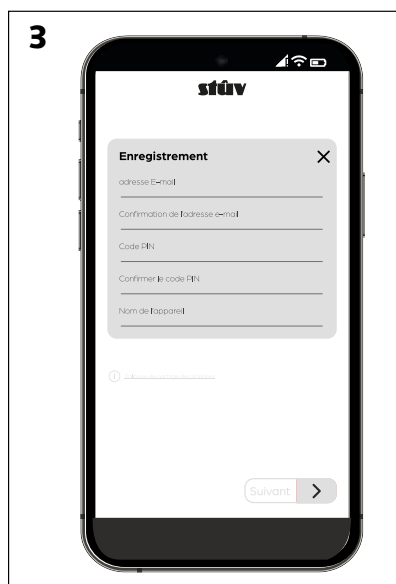 3
stûv
Enregistrement
adresse E-mail
Confirmation de l'adresse e-mail
Code PIN
Confirmer le code PIN
Nom de l'appareil
Suivant